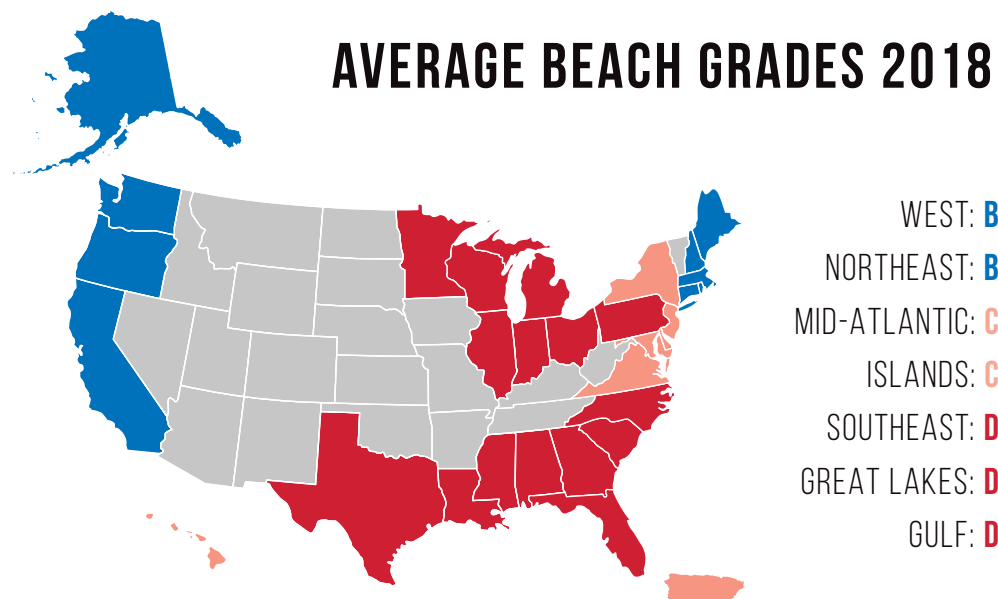 AVERAGE BEACH GRADES 2018
WEST: B
NORTHEAST: B
MID-ATLANTIC: C
ISLANDS: C
SOUTHEAST: D
GREAT LAKES: D
GULF: D